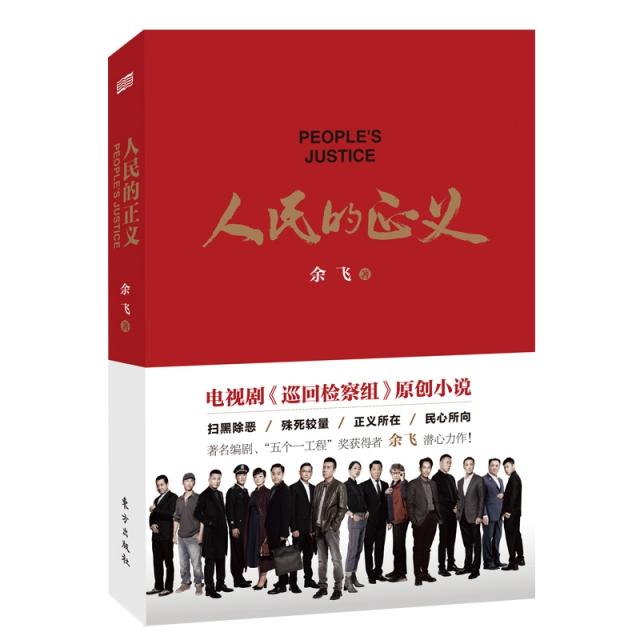 人民的正义
PEOPLE'S JUSTICE
余飞 著
东方出版社
PEOPLE'S
JUSTICE
人民的正义
余飞 著
电视剧《巡回检察组》原创小说
扫黑除恶 / 殊死较量 / 正义所在 / 民心所向
著名编剧、“五个一工程”奖获得者 余飞 潜心力作！